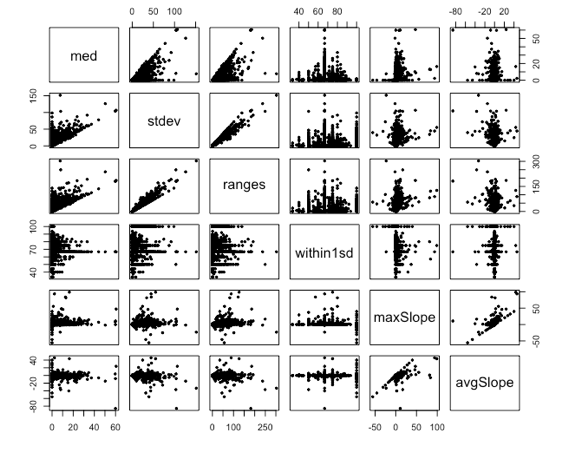 0 50 100 40 60 80 -80 -20 20
med 50 20 0
150 50 0 stdev
ranges 300 150 0
100 70 40 within1sd
maxSlope 50 -50
40 -20 -80 avgSlope
0 20 40 60 0 100 250 -50 0 50 100